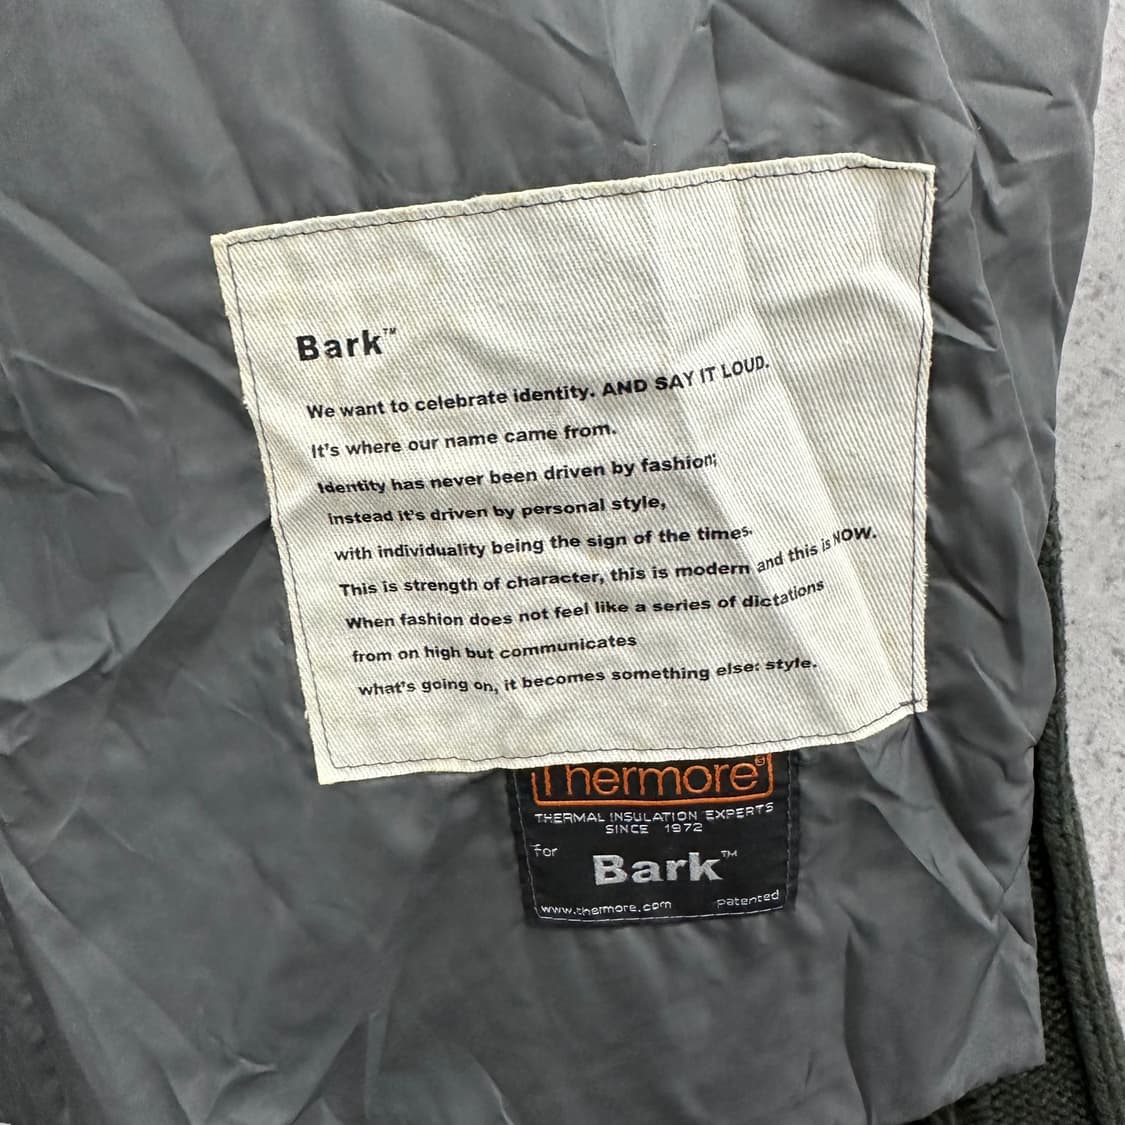 Bark™
We want to celebrate identity. AND SAY IT LOUD.
It's where our name came from.
Identity has never been driven by fashion;
instead it's driven by personal style,
with individuality being the sign of the times.
This is strength of character, this is modern and this is NOW.
When fashion does not feel like a series of dictations
from on high but communicates
what's going on, it becomes something else: style.
Thermore®
THERMAL INSULATION EXPERTS
SINCE 1972
For
Bark™
www.thermore.com Patented